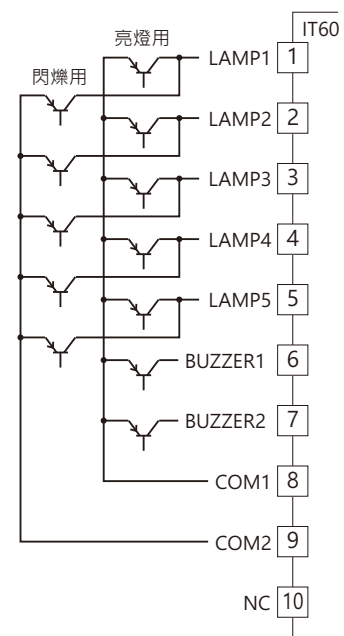 IT60
亮燈用
閃爍用
LAMP1 1
LAMP2 2
LAMP3 3
LAMP4 4
LAMP5 5
BUZZER1 6
BUZZER2 7
COM1 8
COM2 9
NC 10